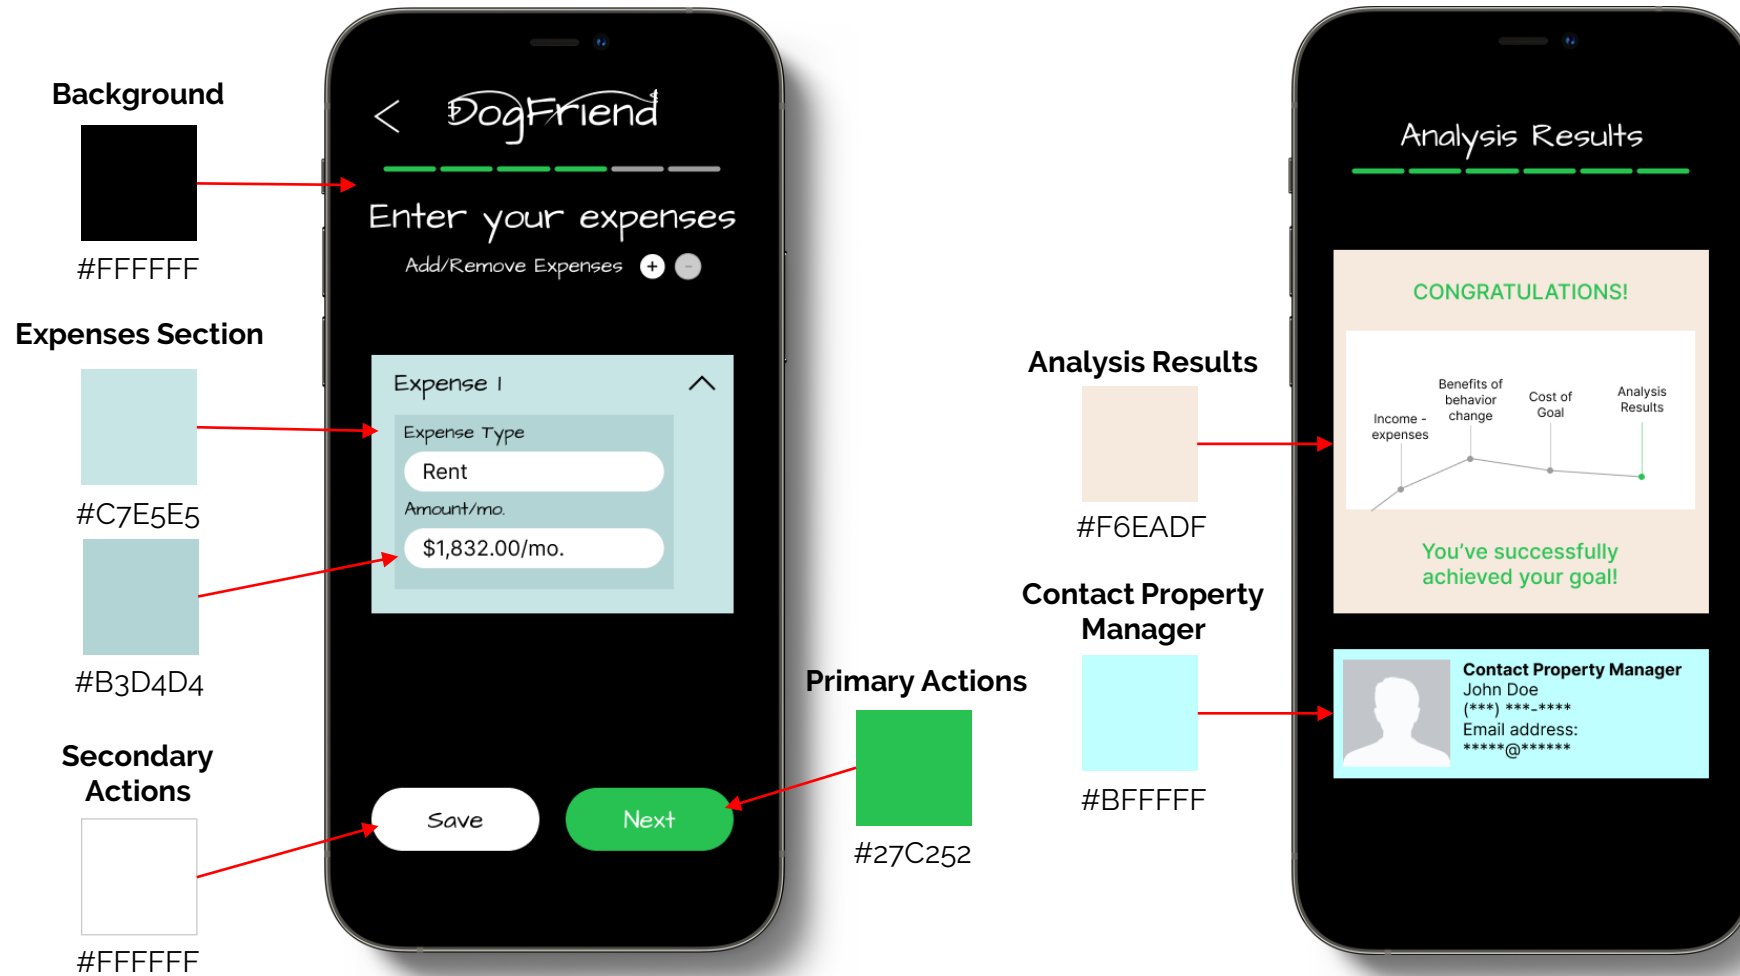 Background
#FFFFFF
Expenses Section
#C7E5E5
#B3D4D4
Secondary
Actions
#FFFFFF
DogFriend
Enter your expenses
Add/Remove Expenses + -
Expense 1
Expense Type
Rent
Amount/mo.
$1,832.00/mo.
Save
Next
Primary Actions
#27C252
Analysis Results
#F6EADF
Contact Property
Manager
#BFFFFF
Analysis Results
CONGRATULATIONS!
Income -
expenses
Benefits of
behavior
change
Cost of
Goal
Analysis
Results
You've successfully
achieved your goal!
Contact Property Manager
John Doe
(***) ***-****
Email address:
*****@******